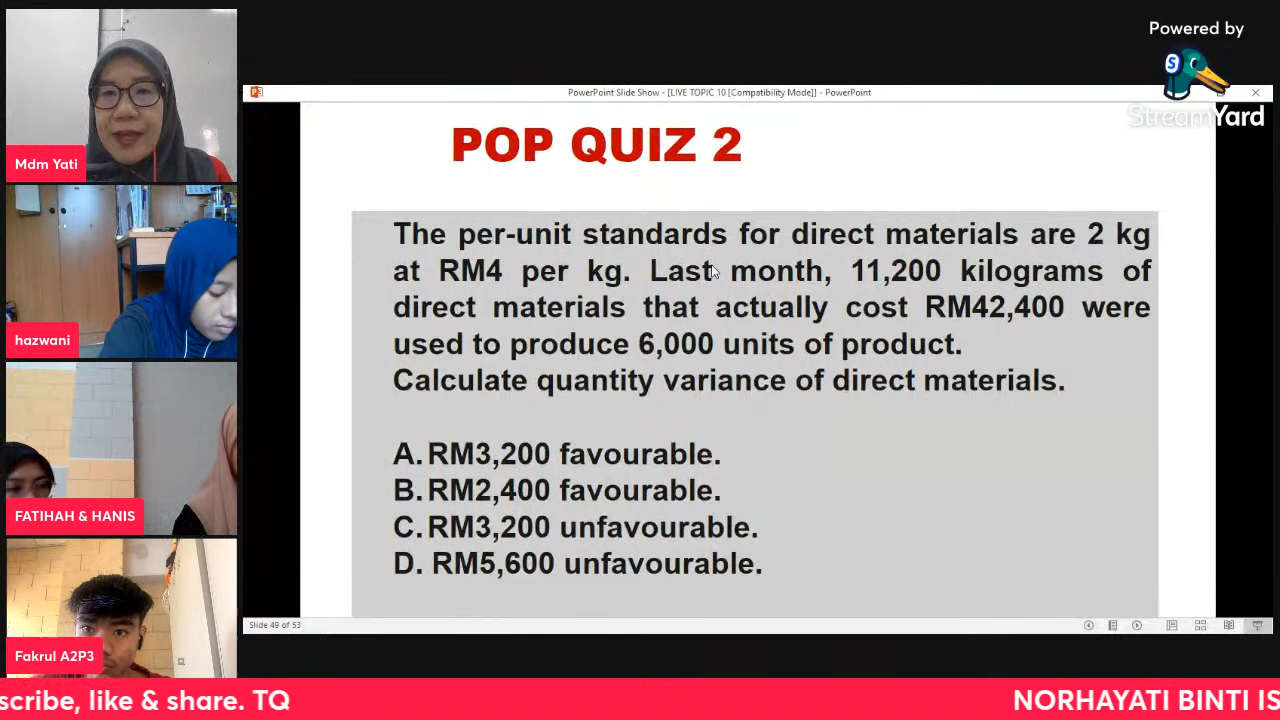 Powered by
StreamYard
PowerPoint Slide Show - [LIVE TOPIC 10 [Compatibility Mode]] - PowerPoint
Mdm Yati
hazwani
FATIHAH & HANIS
Fakrul A2P3
POP QUIZ 2
The per-unit standards for direct materials are 2 kg
at RM4 per kg. Last month, 11,200 kilograms of
direct materials that actually cost RM42,400 were
used to produce 6,000 units of product.
Calculate quantity variance of direct materials.
A. RM3,200 favourable.
B. RM2,400 favourable.
C. RM3,200 unfavourable.
D. RM5,600 unfavourable.
Slide 49 of 53
scribe, like & share. TQ
NORHAYATI BINTI IS